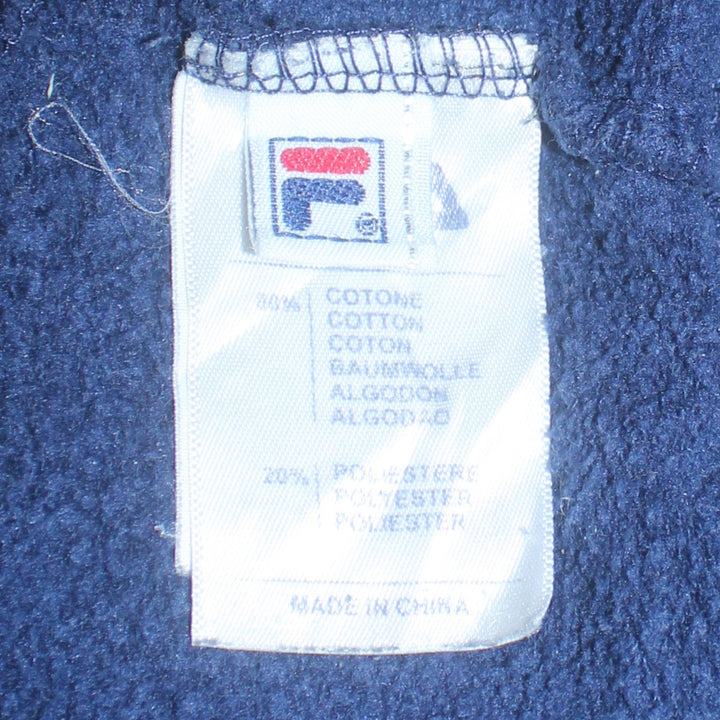 80% COTONE
COTTON
COTON
BAUMWOLLE
ALGODON
ALGODAO
20% POLIESTERE
POLYESTER
POLIESTER
MADE IN CHINA